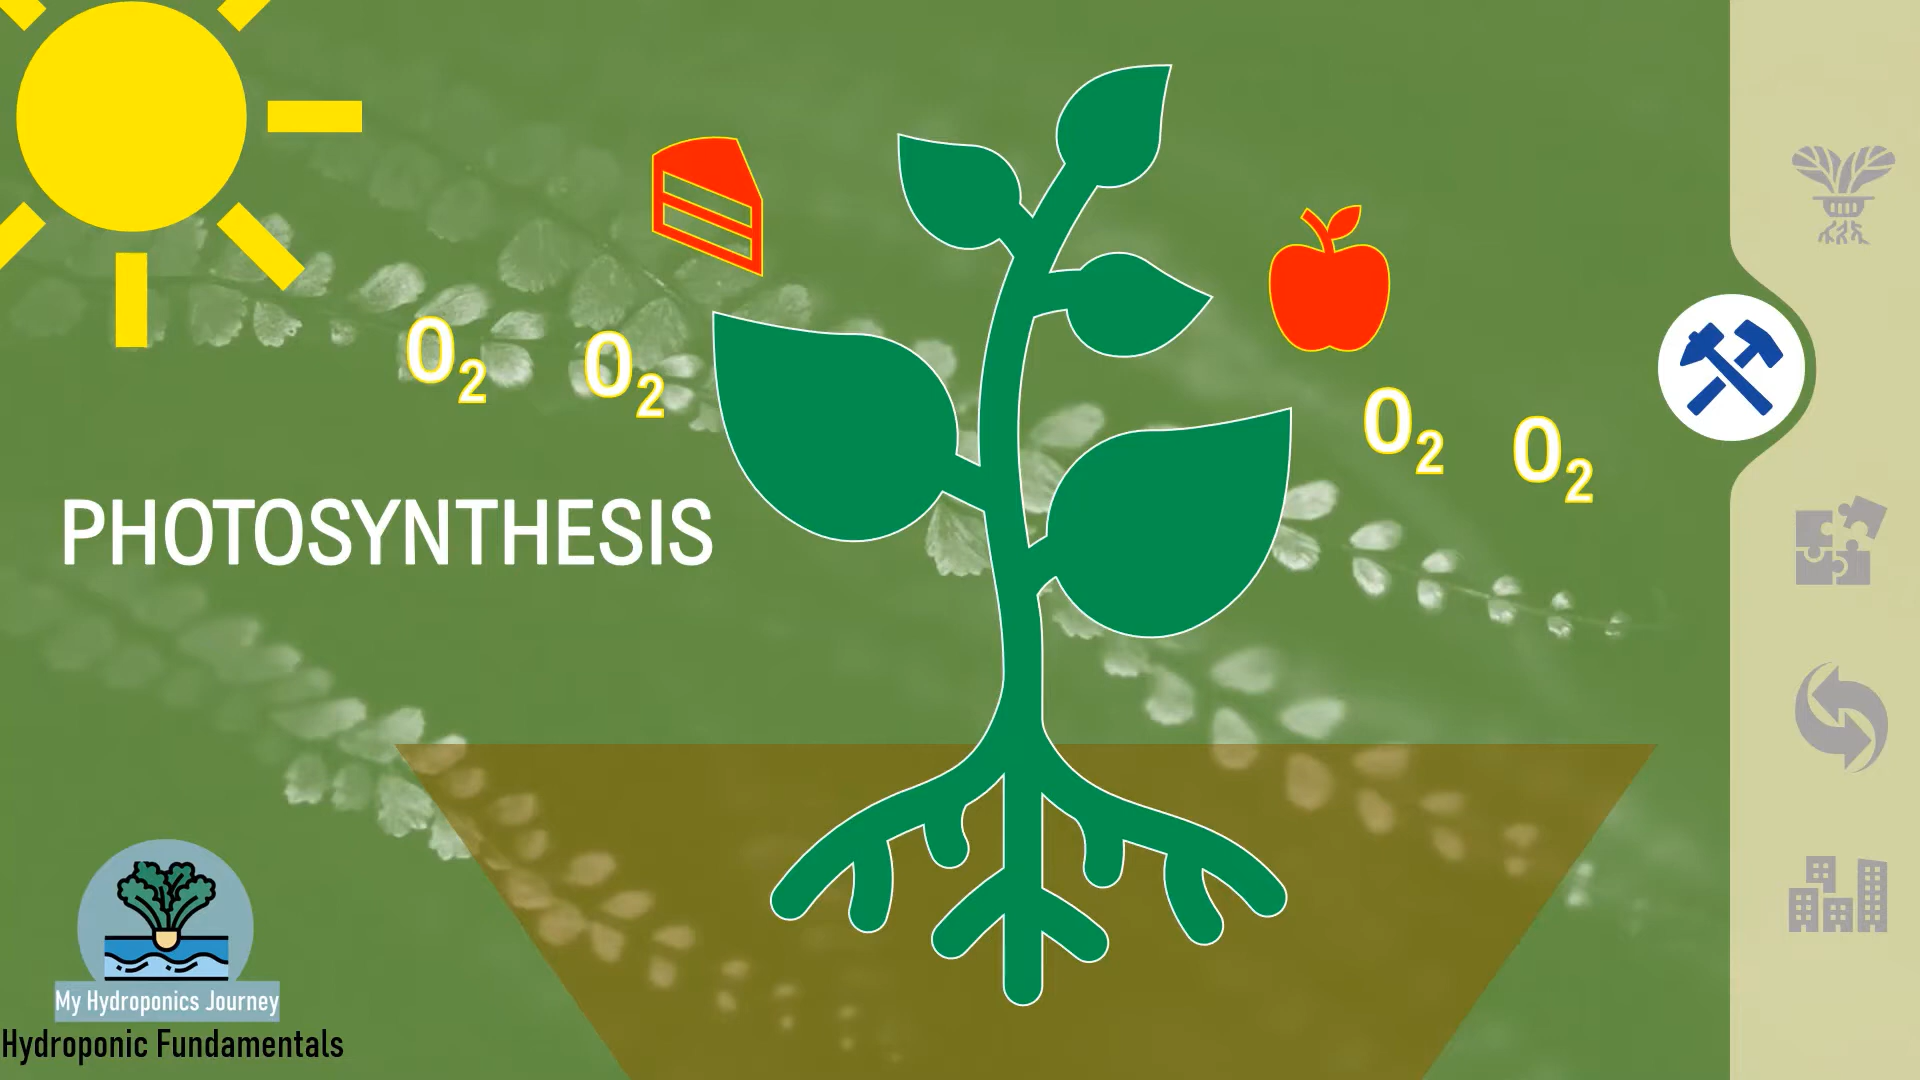 O2
O2
O2
O2
PHOTOSYNTHESIS
My Hydroponics Journey
Hydroponic Fundamentals